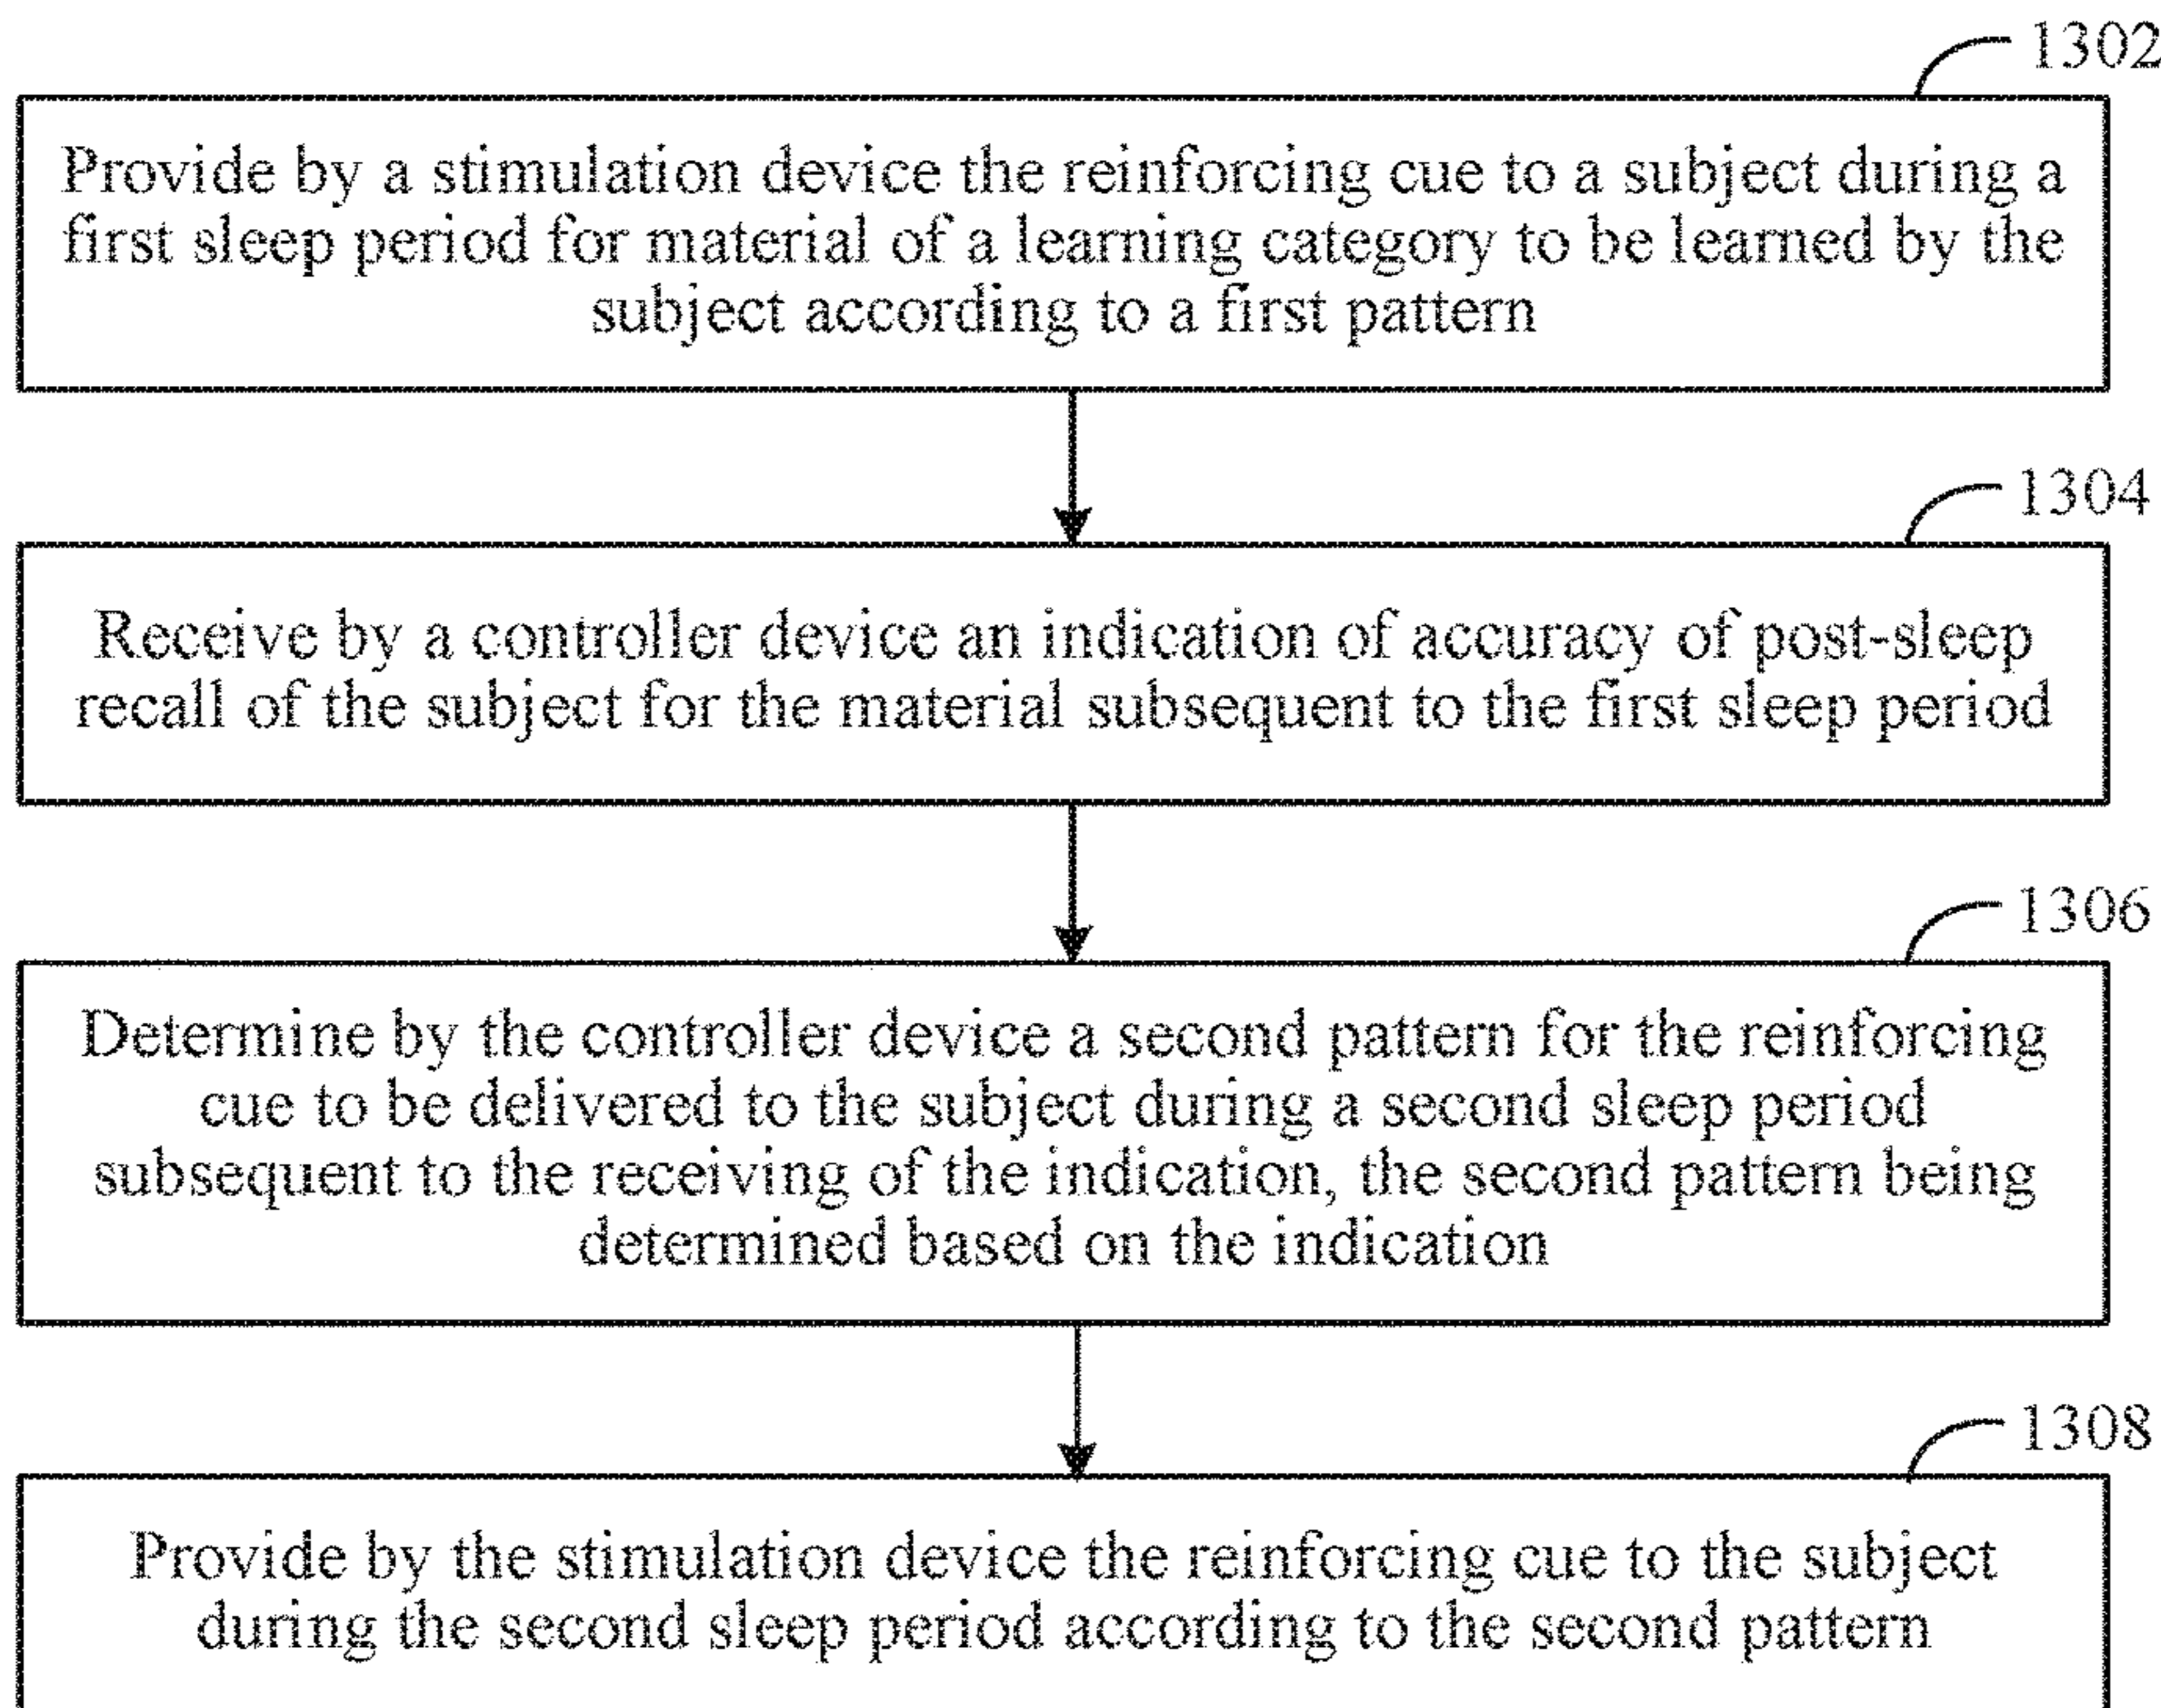 1302
Provide by a stimulation device the reinforcing cue to a subject during a
first sleep period for material of a learning category to be learned by the
subject according to a first pattern
1304
Receive by a controller device an indication of accuracy of post-sleep
recall of the subject for the material subsequent to the first sleep period
1306
Determine by the controller device a second pattern for the reinforcing
cue to be delivered to the subject during a second sleep period
subsequent to the receiving of the indication, the second pattern being
determined based on the indication
1308
Provide by the stimulation device the reinforcing cue to the subject
during the second sleep period according to the second pattern